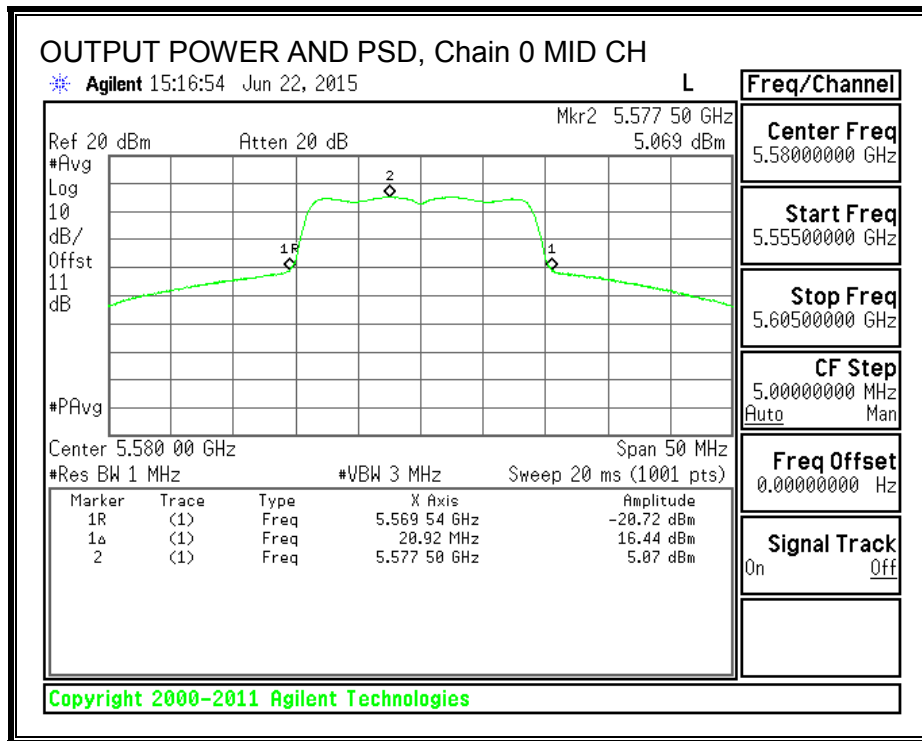 OUTPUT POWER AND PSD, Chain 0 MID CH
Agilent 15:16:54 Jun 22, 2015 L
Mkr2 5.577 50 GHz
Ref 20 dBm Atten 20 dB 5.069 dBm
#Avg
Log
10
dB/
Offst
11
dB
#PAvg
2
1R
1
Center 5.580 00 GHz Span 50 MHz
#Res BW 1 MHz #VBW 3 MHz Sweep 20 ms (1001 pts)
Marker Trace Type X Axis Amplitude
1R (1) Freq 5.569 54 GHz -20.72 dBm
1∆ (1) Freq 20.92 MHz 16.44 dBm
2 (1) Freq 5.577 50 GHz 5.07 dBm
Freq/Channel
Center Freq
5.58000000 GHz
Start Freq
5.55500000 GHz
Stop Freq
5.60500000 GHz
CF Step
5.00000000 MHz
Auto Man
Freq Offset
0.00000000 Hz
Signal Track
On Off
Copyright 2000-2011 Agilent Technologies